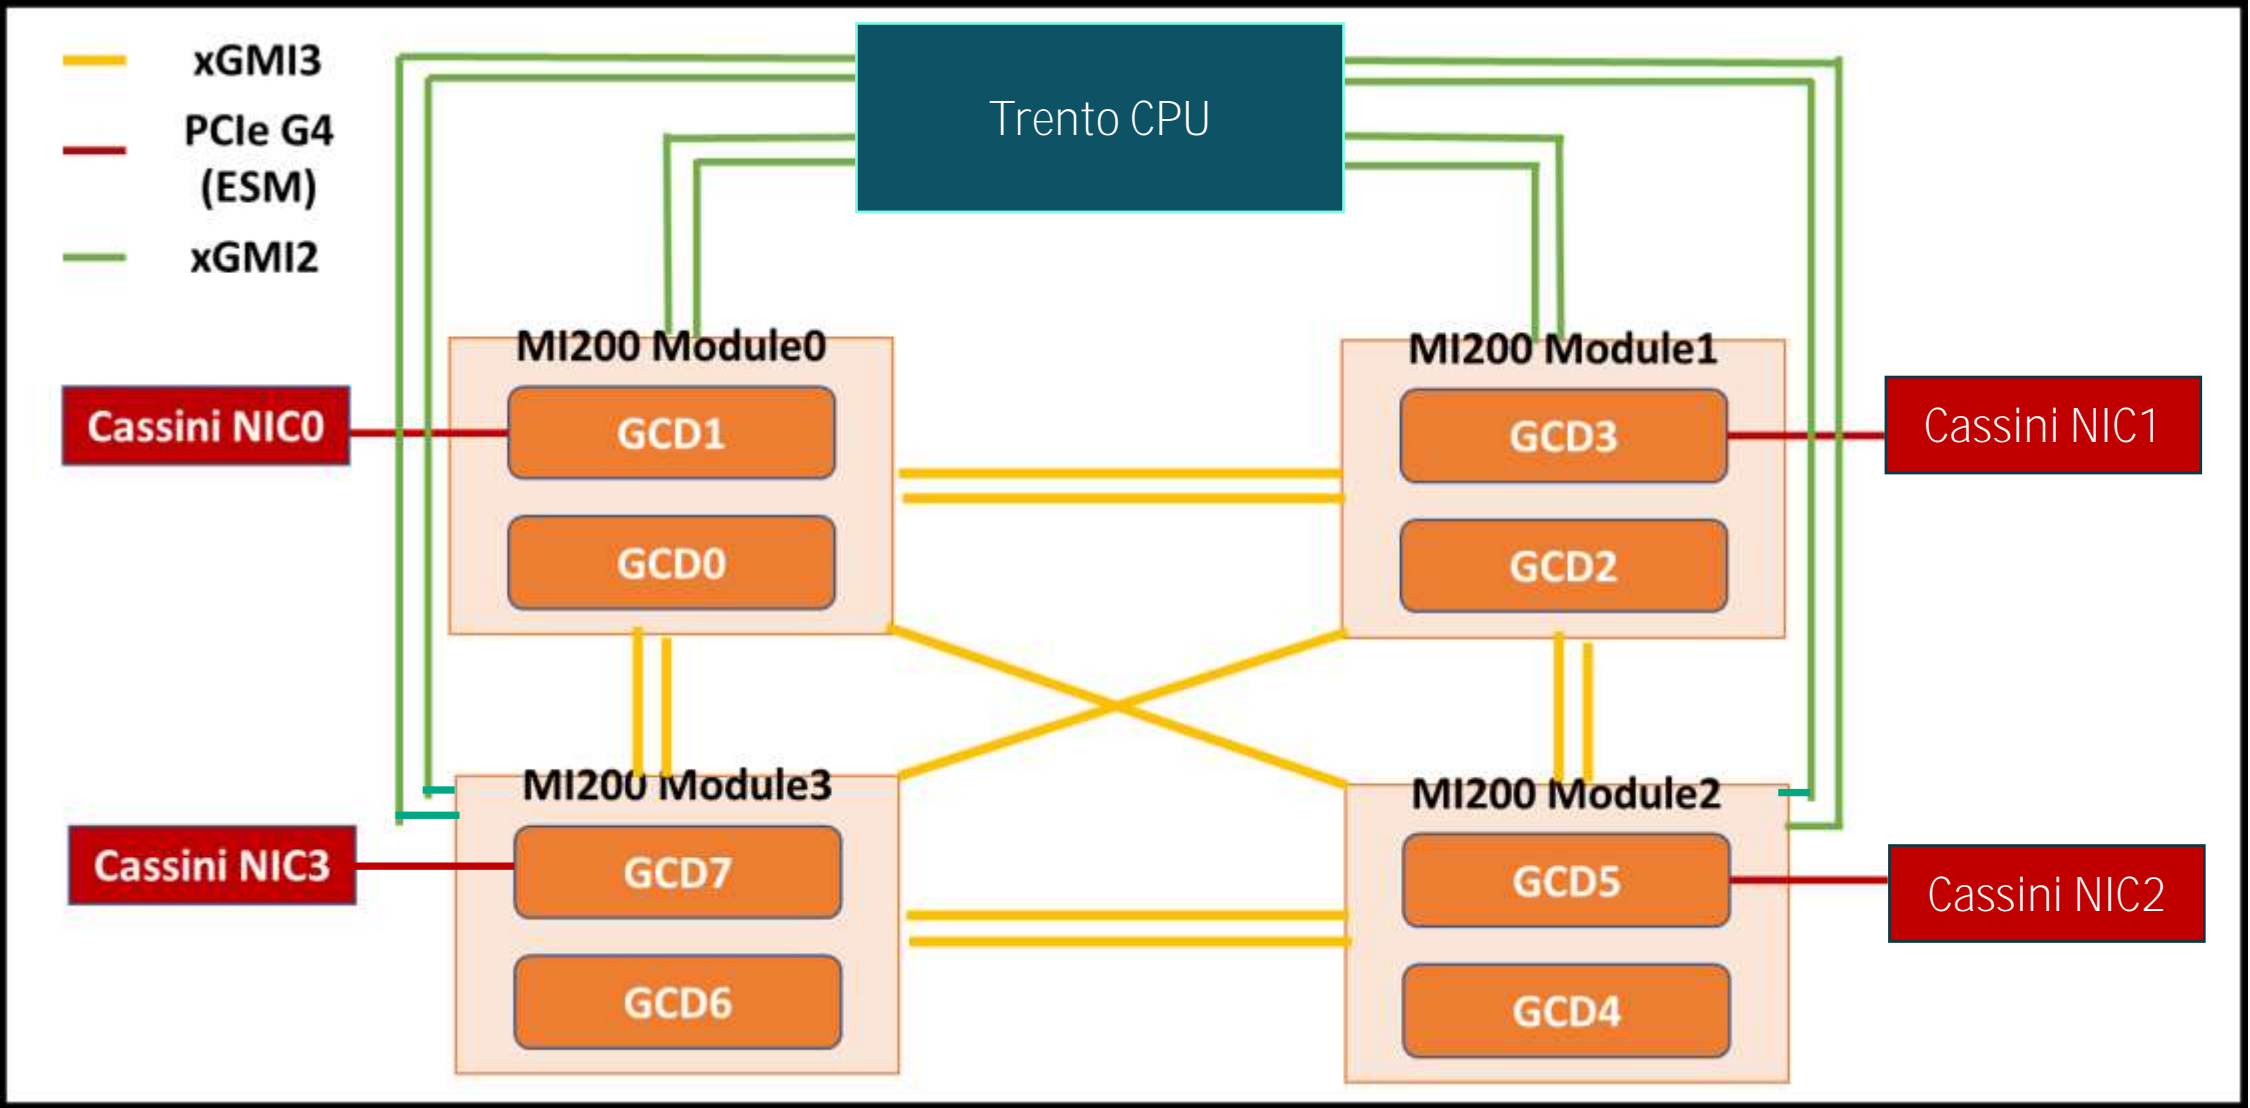 xGMI3
PCIe G4
(ESM)
xGMI2
Trento CPU
MI200 Module0
GCD1
GCD0
MI200 Module1
GCD3
GCD2
Cassini NIC0
Cassini NIC1
MI200 Module3
GCD7
GCD6
MI200 Module2
GCD5
GCD4
Cassini NIC3
Cassini NIC2